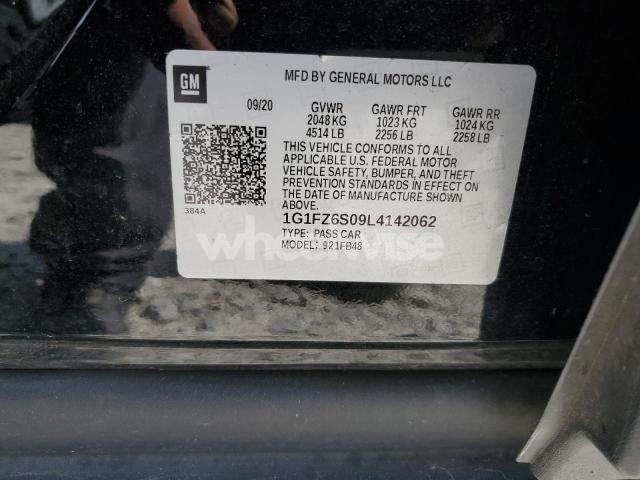 GM
MFD BY GENERAL MOTORS LLC
09/20 GVWR GAWR FRT GAWR RR
2048 KG 1023 KG 1024 KG
4514 LB 2256 LB 2258 LB
THIS VEHICLE CONFORMS TO ALL
APPLICABLE U.S. FEDERAL MOTOR
VEHICLE SAFETY, BUMPER, AND THEFT
PREVENTION STANDARDS IN EFFECT ON
THE DATE OF MANUFACTURE SHOWN
ABOVE.
384A
1G1FZ6S09L4142062
wheelwise
TYPE: PASS CAR
MODEL: 921FB48